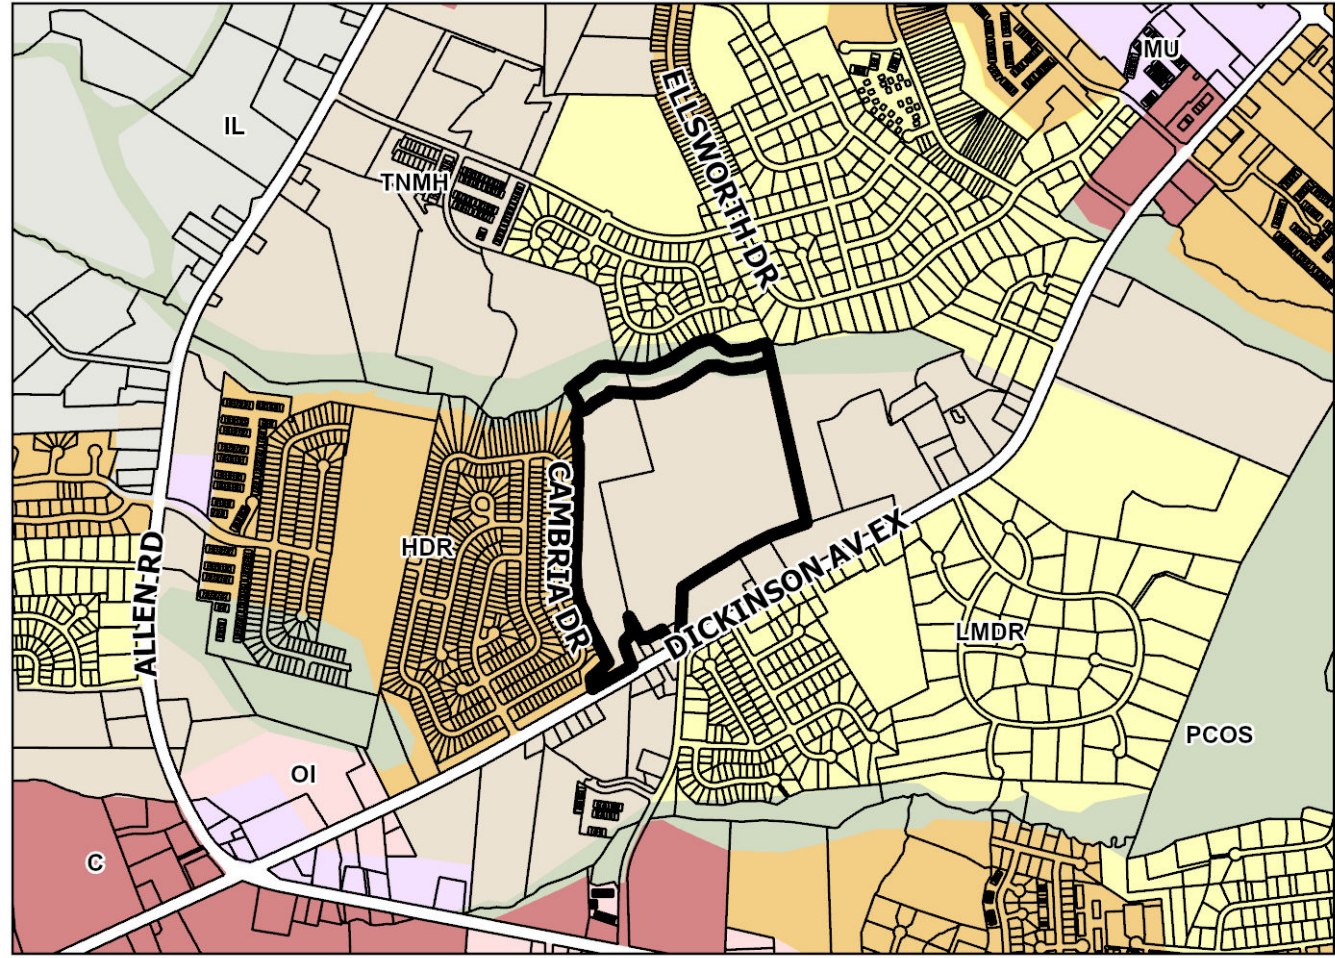 MU
ELLSWORTH DR
IL
TNMH
CAMBRIA DR
HDR
DICKINSON AV EX
ALLEN RD
LMDR
PCOS
OI
C